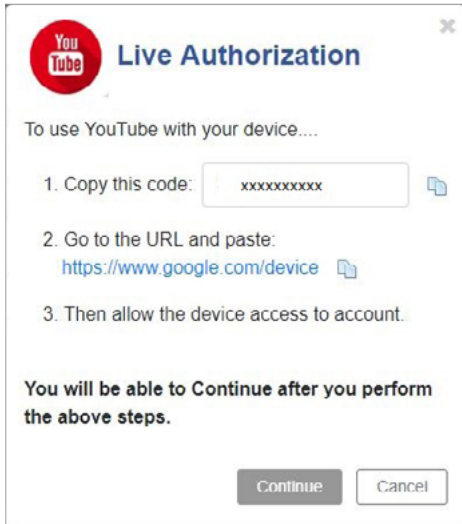 You
Tube
Live Authorization
To use YouTube with your device....
1. Copy this code: xxxxxxxxxx
2. Go to the URL and paste:
https://www.google.com/device
3. Then allow the device access to account.
You will be able to Continue after you perform
the above steps.
Continue
Cancel